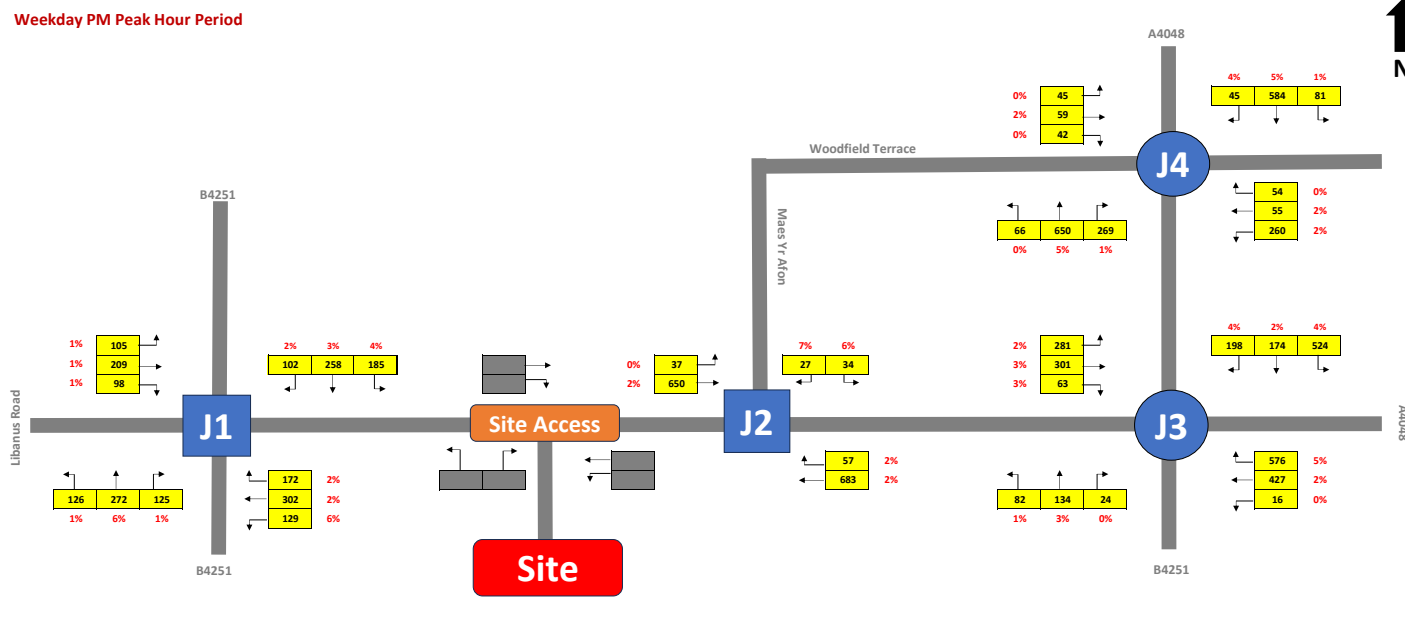 Weekday PM Peak Hour Period
A4048
N
4% 5% 1%
45 584 81
0% 45
2% 59
0% 42
Woodfield Terrace
J4
B4251
54 0%
55 2%
260 2%
66 650 269
0% 5% 1%
Maes Yr Afon
1% 105
1% 209
1% 98
2% 3% 4%
102 258 185
0% 37
2% 650
7% 6%
27 34
2% 281
3% 301
3% 63
4% 2% 4%
198 174 524
Libanus Road
J1
Site Access
J2
J3
A4048
126 272 125
1% 6% 1%
172 2%
302 2%
129 6%
57 2%
683 2%
82 134 24
1% 3% 0%
576 5%
427 2%
16 0%
B4251
Site
B4251